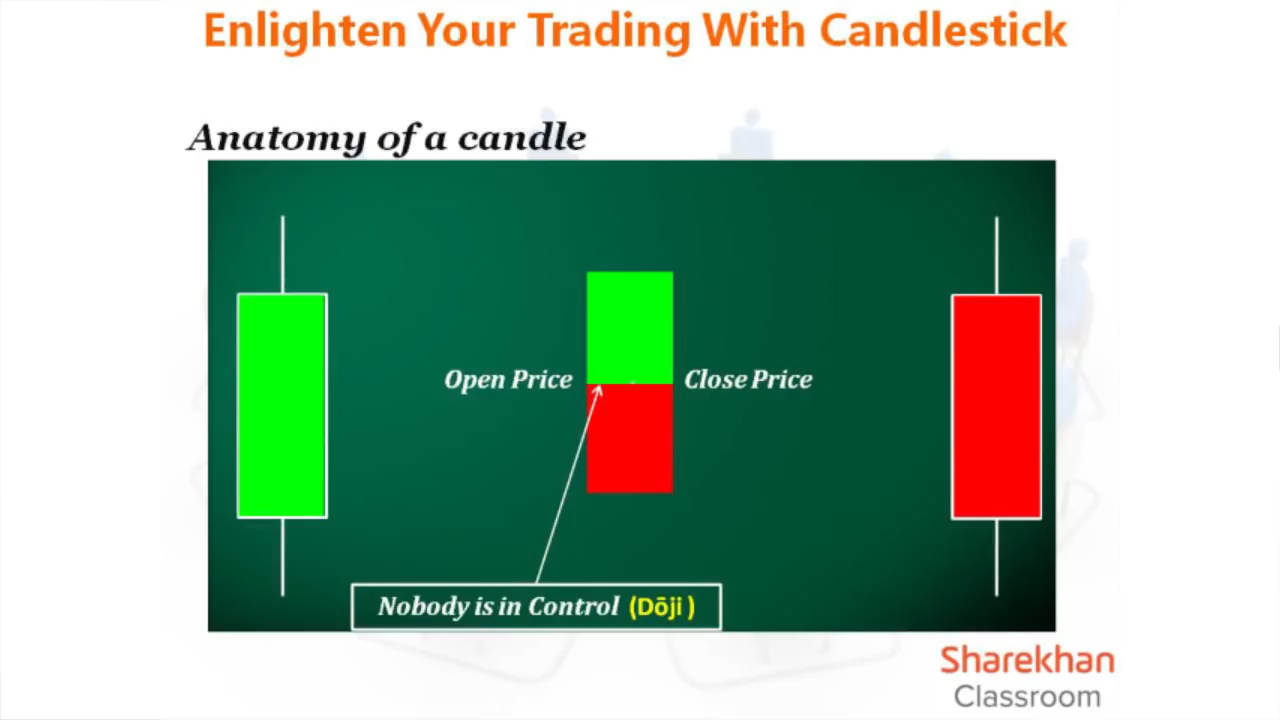 Enlighten Your Trading With Candlestick
Anatomy of a candle
Open Price
Close Price
Nobody is in Control (Dōji )
Sharekhan
Classroom